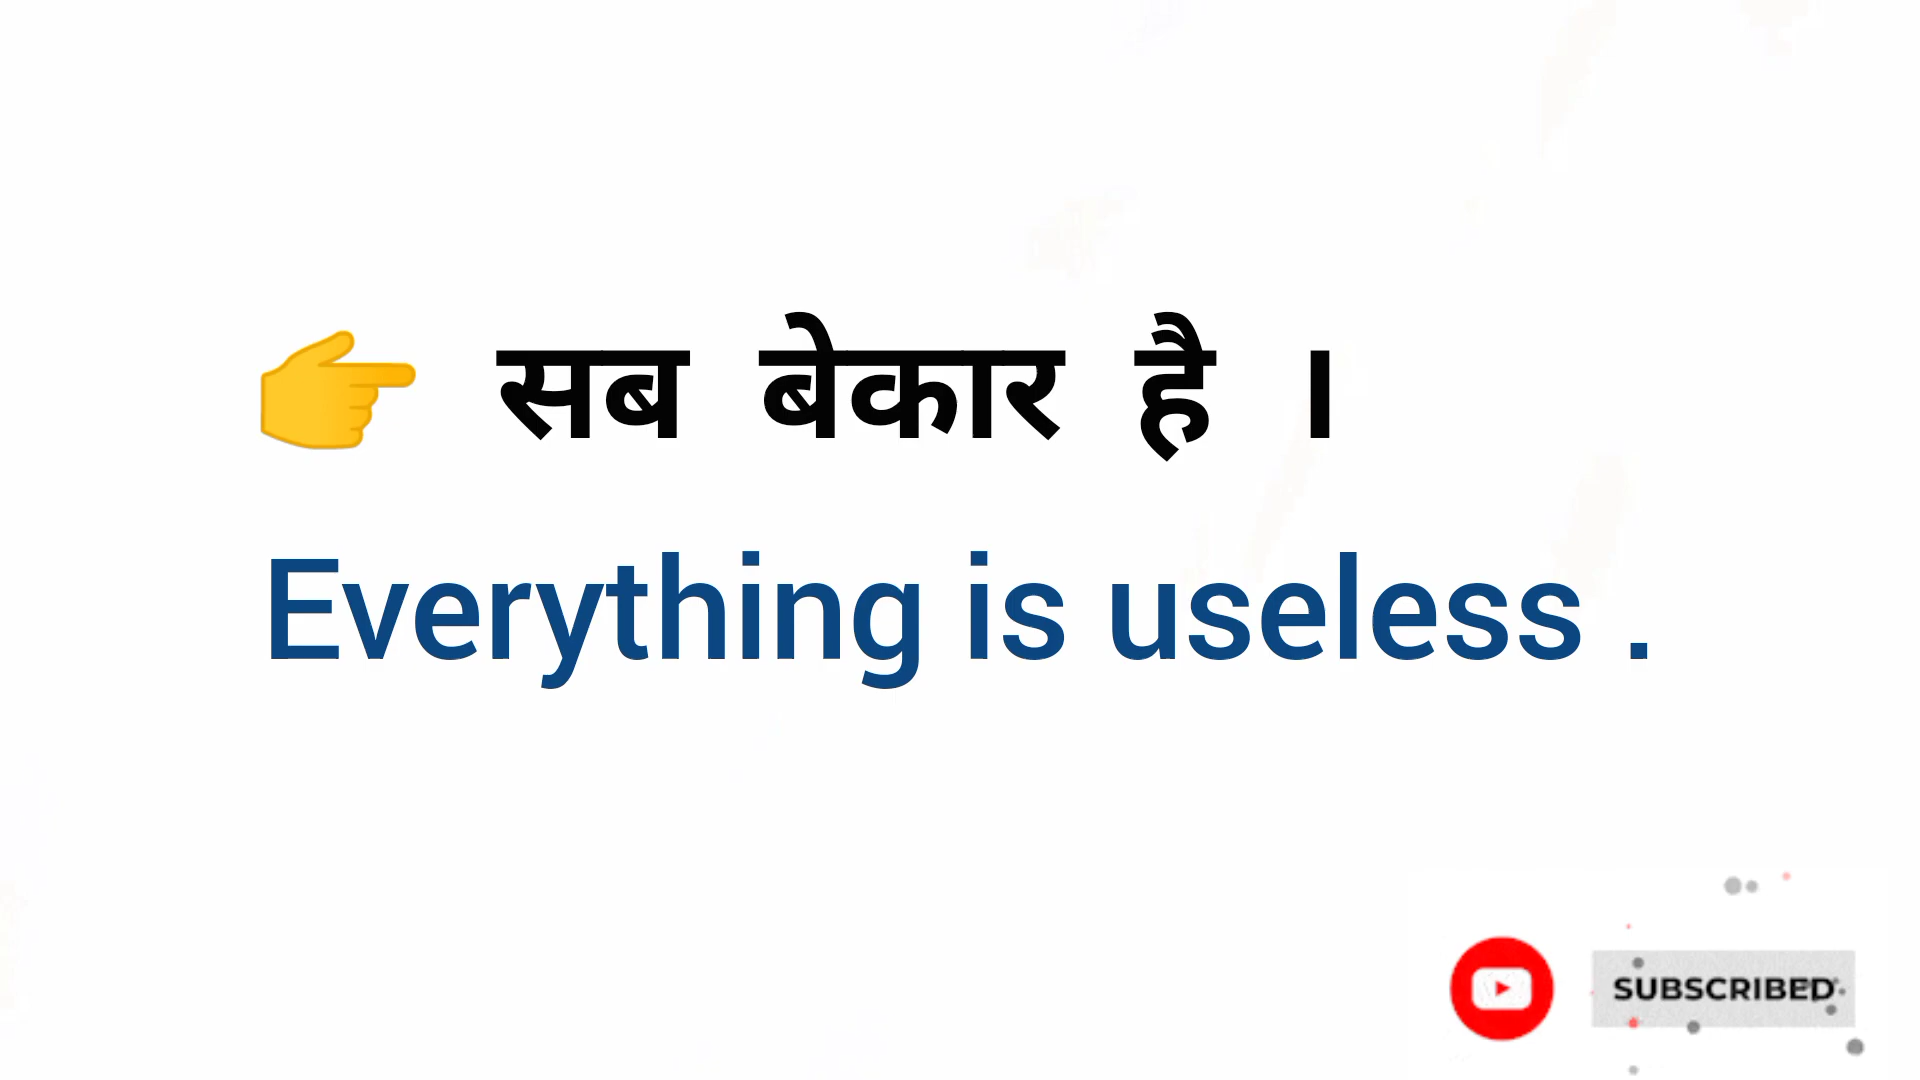 👉 सब बेकार है ।
Everything is useless .
SUBSCRIBED